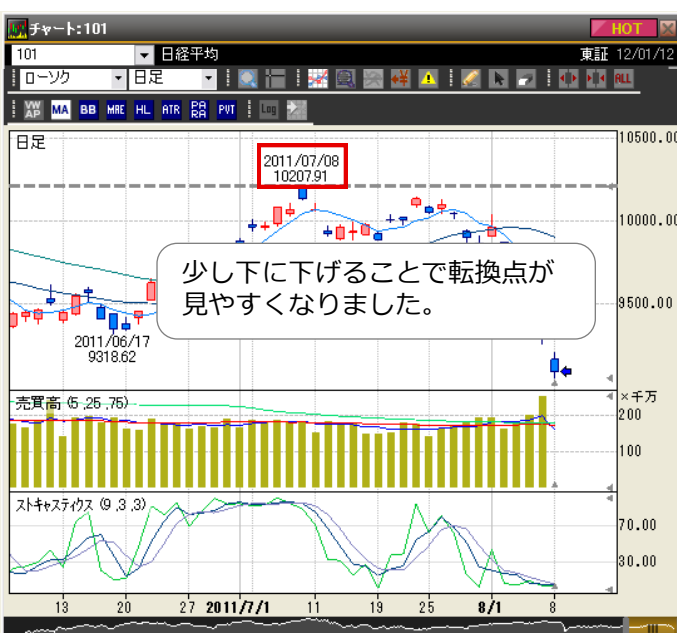 チャート:101
HOT
101
日経平均
東証 12/01/12
ローソク
日足
ALL
VWAP MA BB MAE HL ATR PARA PVT Log
日足
10500.00
2011/07/08
10207.91
10000.00
少し下に下げることで転換点が
見やすくなりました。
9500.00
2011/06/17
9318.62
売買高 (5 ,25 ,75)
×千万
200
100
ストキャスティクス (9 ,3 ,3)
70.00
30.00
13 20 27 2011/7/1 11 19 25 8/1 8